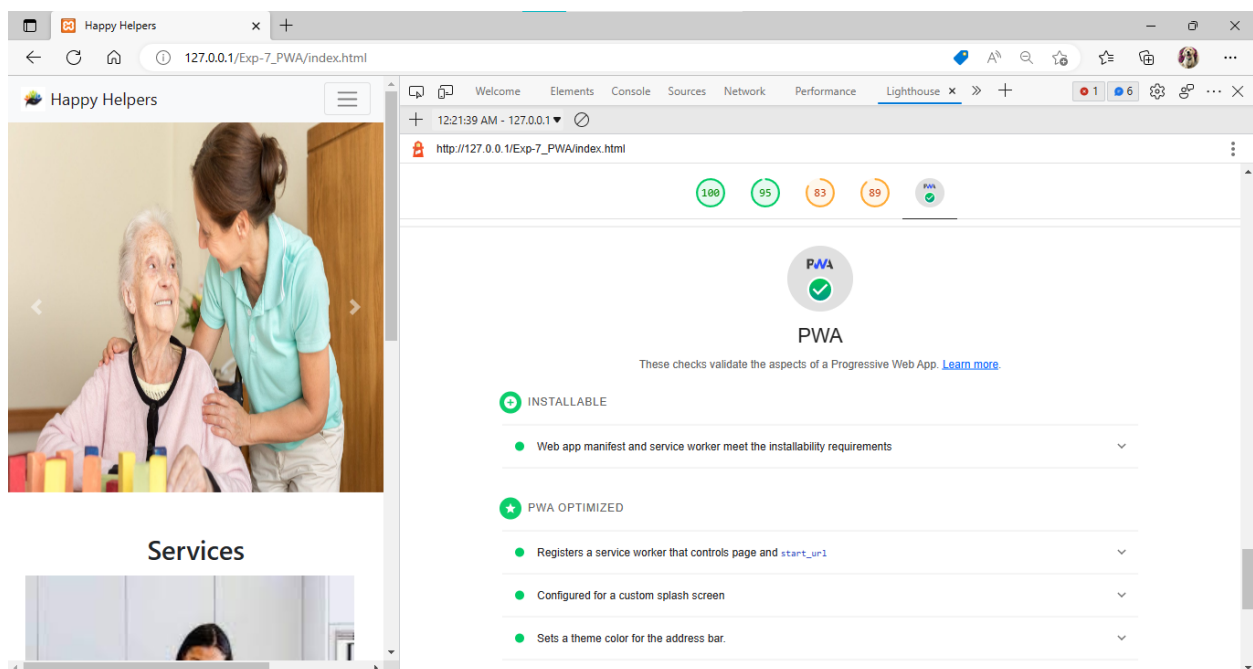 Happy Helpers
127.0.0.1/Exp-7_PWA/index.html
Happy Helpers
Welcome Elements Console Sources Network Performance Lighthouse 1 6
12:21:39 AM - 127.0.0.1
http://127.0.0.1/Exp-7_PWA/index.html
100 95 83 89 PWA
PWA
PWA
These checks validate the aspects of a Progressive Web App. Learn more.
INSTALLABLE
Web app manifest and service worker meet the installability requirements
PWA OPTIMIZED
Registers a service worker that controls page and start_url
Configured for a custom splash screen
Sets a theme color for the address bar.
Services